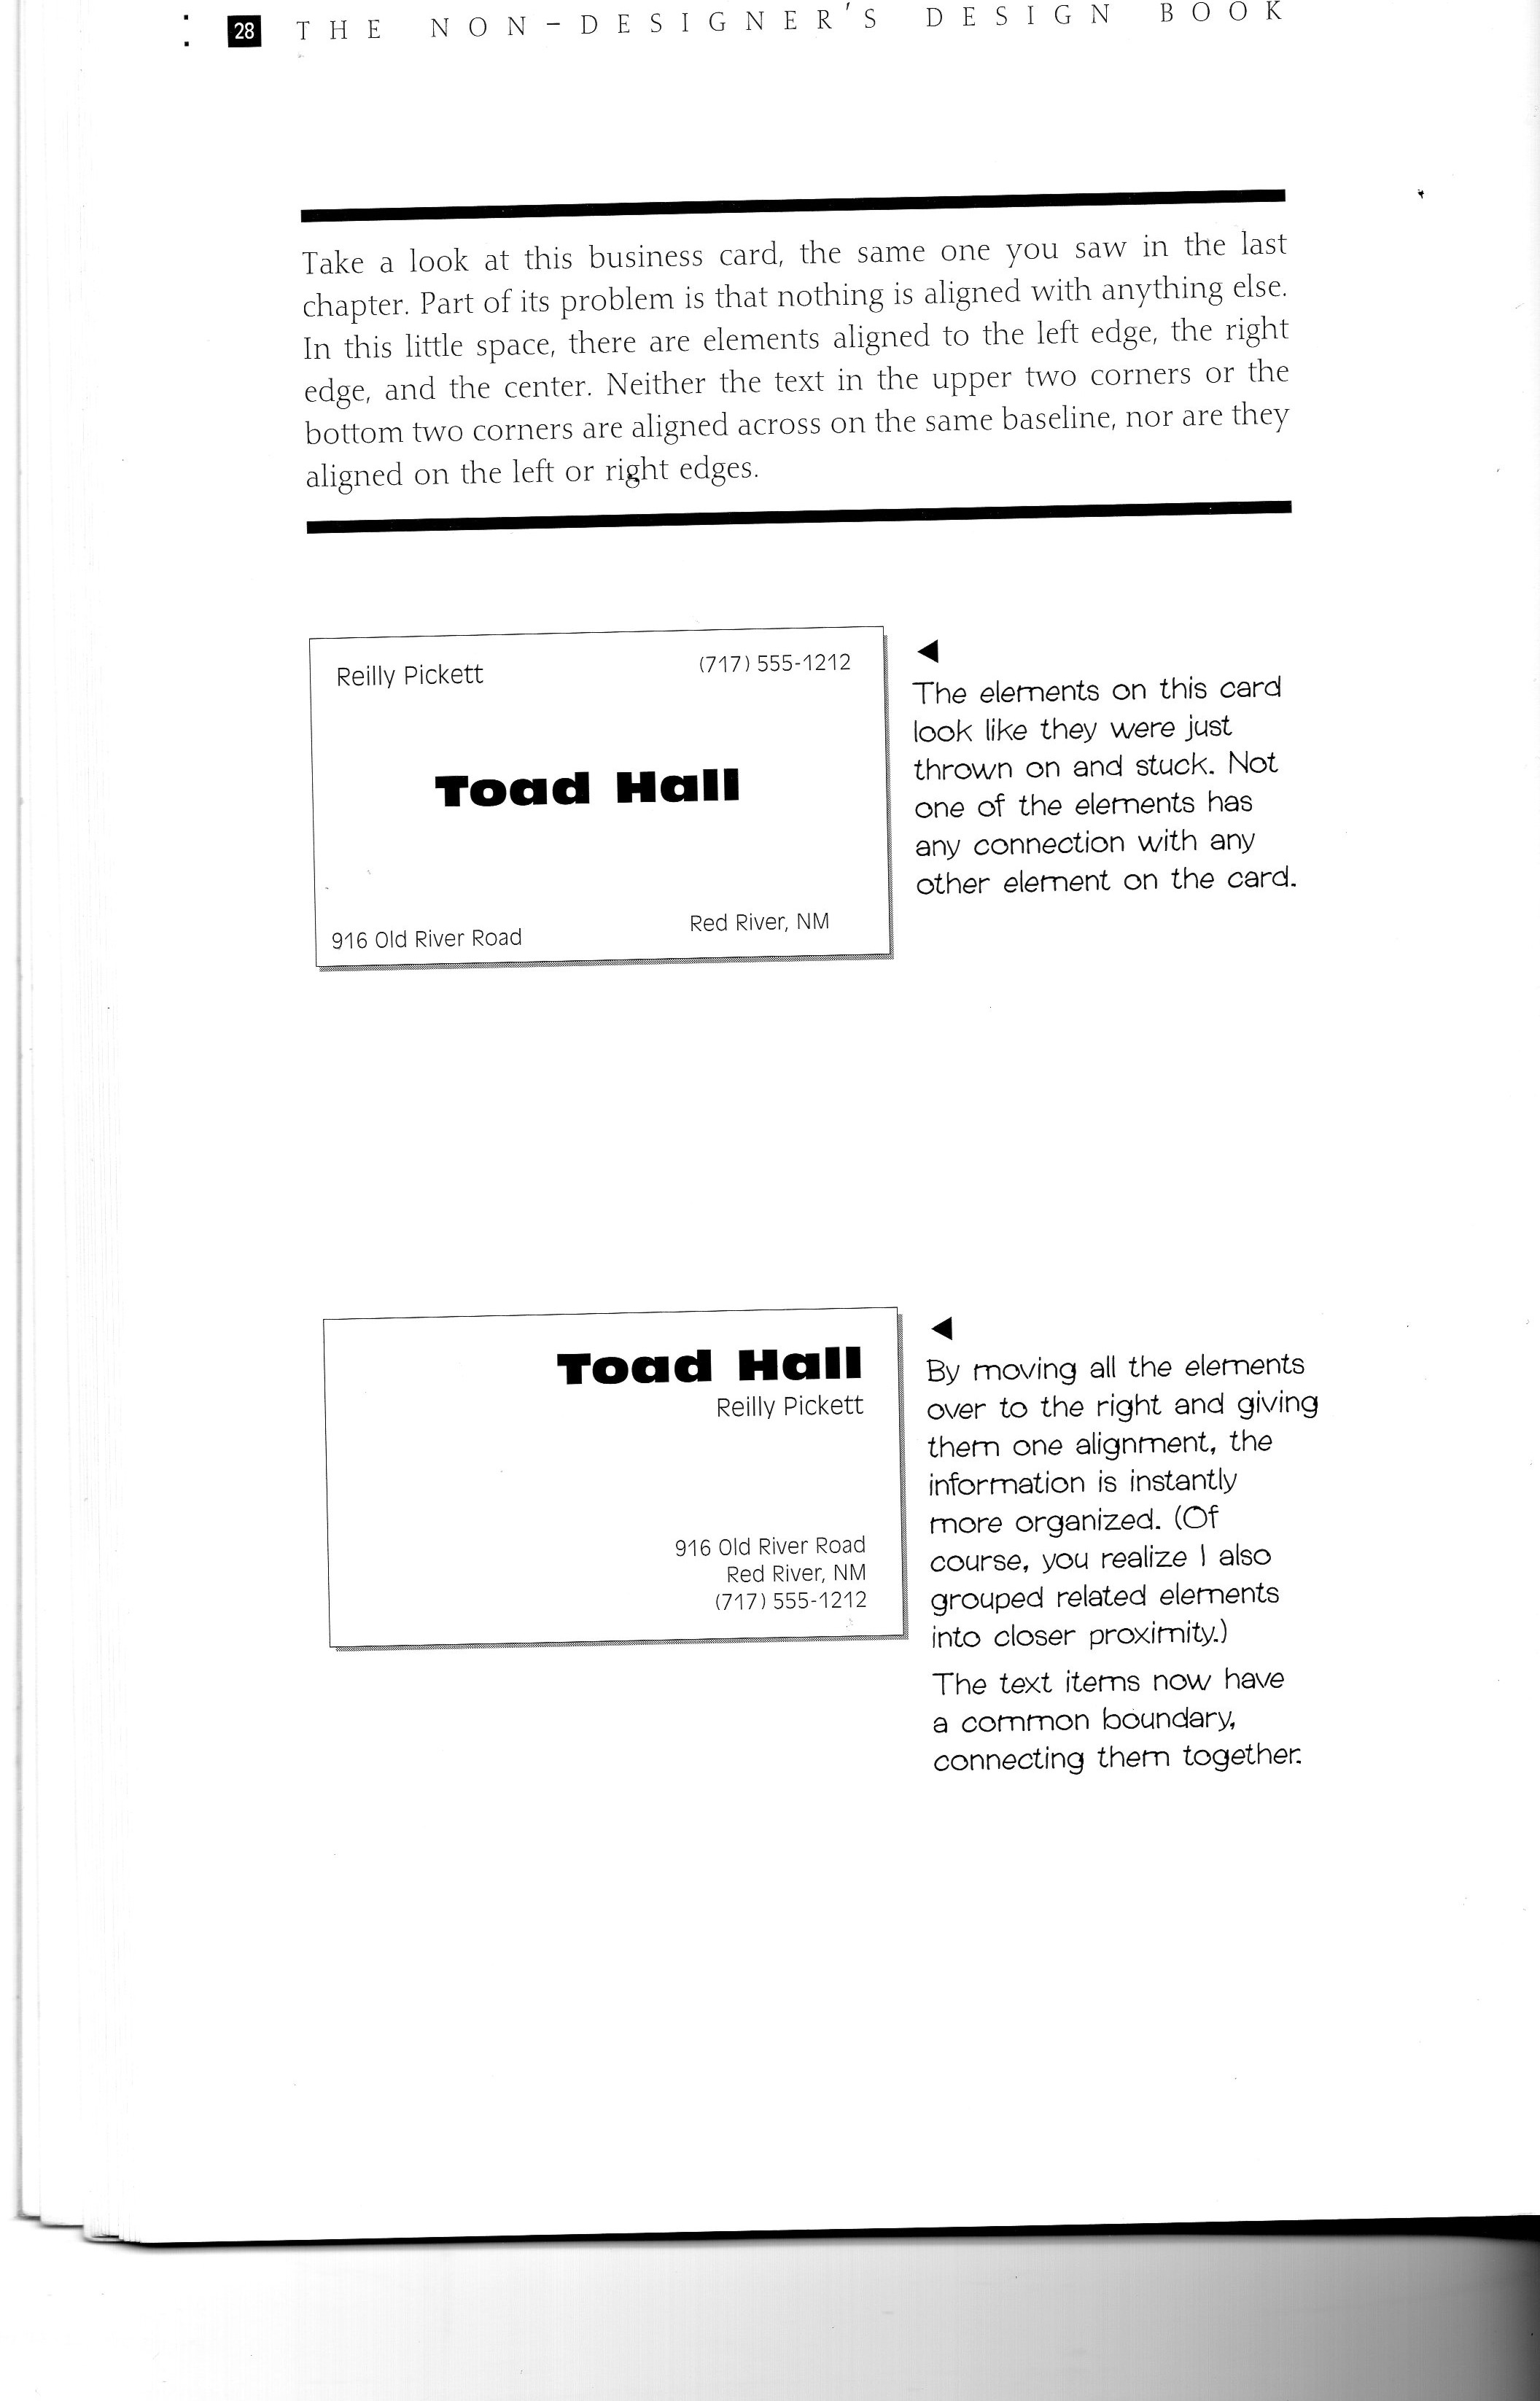 28 THE NON-DESIGNER'S DESIGN BOOK
Take a look at this business card, the same one you saw in the last
chapter. Part of its problem is that nothing is aligned with anything else.
In this little space, there are elements aligned to the left edge, the right
edge, and the center. Neither the text in the upper two corners or the
bottom two corners are aligned across on the same baseline, nor are they
aligned on the left or right edges.
Reilly Pickett
(717) 555-1212
Toad Hall
916 Old River Road
Red River, NM
The elements on this card
look like they were just
thrown on and stuck. Not
one of the elements has
any connection with any
other element on the card.
Toad Hall
Reilly Pickett
916 Old River Road
Red River, NM
(717) 555-1212
By moving all the elements
over to the right and giving
them one alignment, the
information is instantly
more organized. (Of
course, you realize I also
grouped related elements
into closer proximity.)
The text items now have
a common boundary,
connecting them together.